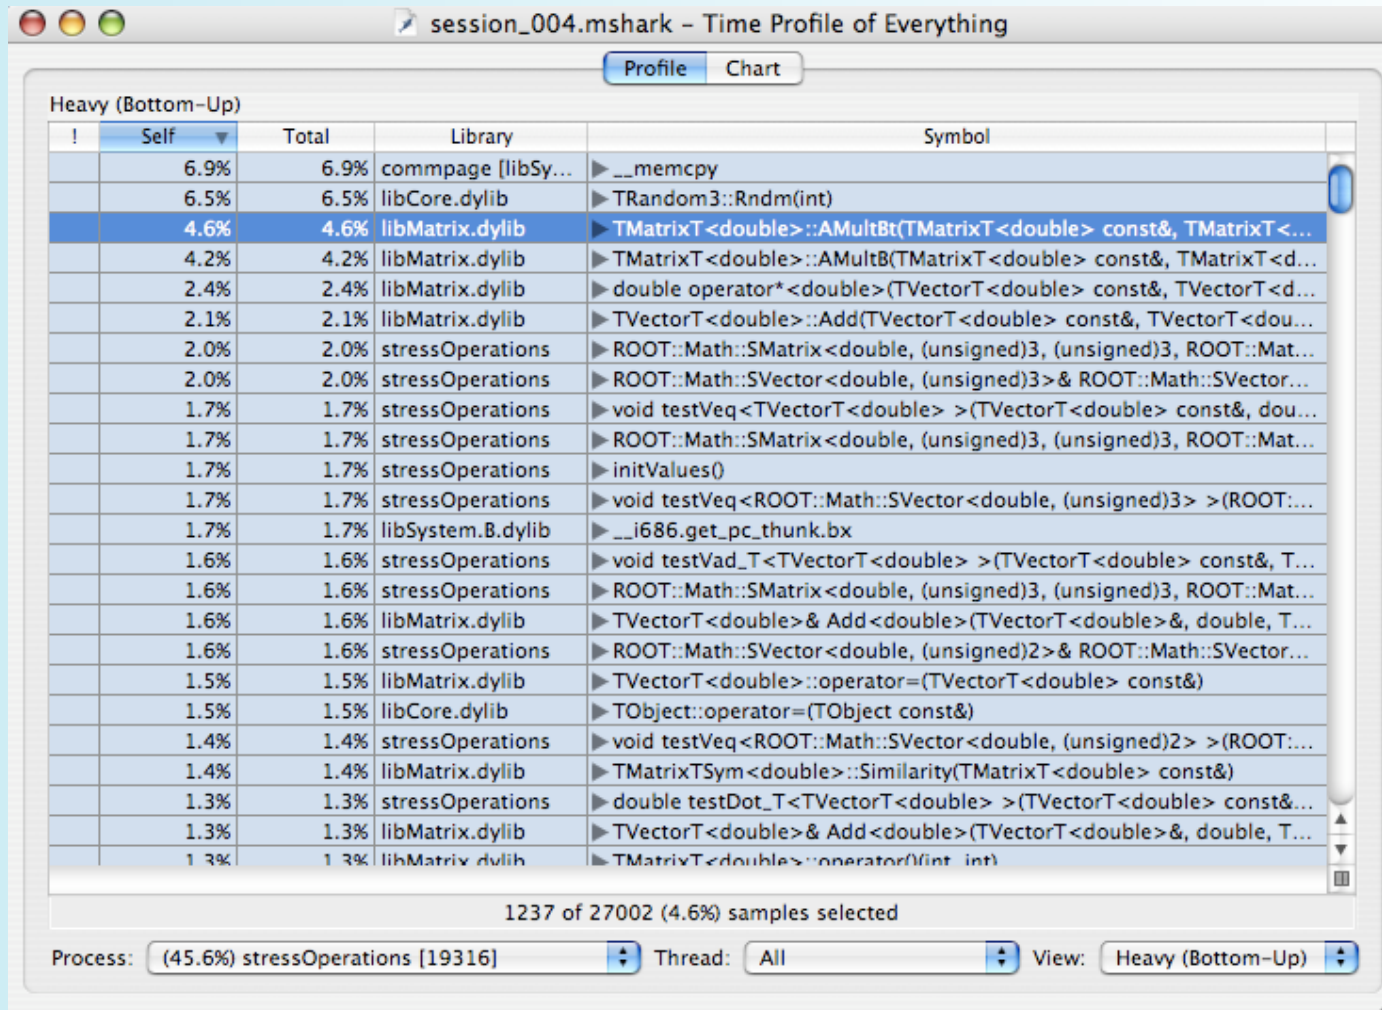 session_004.mshark – Time Profile of Everything
Profile Chart
Heavy (Bottom-Up)
! Self Total Library Symbol
6.9% 6.9% commpage [libSy... __memcpy
6.5% 6.5% libCore.dylib TRandom3::Rndm(int)
4.6% 4.6% libMatrix.dylib TMatrixT<double>::AMultBt(TMatrixT<double> const&, TMatrixT<...
4.2% 4.2% libMatrix.dylib TMatrixT<double>::AMultB(TMatrixT<double> const&, TMatrixT<d...
2.4% 2.4% libMatrix.dylib double operator*<double>(TVectorT<double> const&, TVectorT<d...
2.1% 2.1% libMatrix.dylib TVectorT<double>::Add(TVectorT<double> const&, TVectorT<dou...
2.0% 2.0% stressOperations ROOT::Math::SMatrix<double, (unsigned)3, (unsigned)3, ROOT::Mat...
2.0% 2.0% stressOperations ROOT::Math::SVector<double, (unsigned)3>& ROOT::Math::SVector...
1.7% 1.7% stressOperations void testVeq<TVectorT<double> >(TVectorT<double> const&, dou...
1.7% 1.7% stressOperations ROOT::Math::SMatrix<double, (unsigned)3, (unsigned)3, ROOT::Mat...
1.7% 1.7% stressOperations initValues()
1.7% 1.7% stressOperations void testVeq<ROOT::Math::SVector<double, (unsigned)3> >(ROOT:...
1.7% 1.7% libSystem.B.dylib __i686.get_pc_thunk.bx
1.6% 1.6% stressOperations void testVad_T<TVectorT<double> >(TVectorT<double> const&, T...
1.6% 1.6% stressOperations ROOT::Math::SMatrix<double, (unsigned)3, (unsigned)3, ROOT::Mat...
1.6% 1.6% libMatrix.dylib TVectorT<double>& Add<double>(TVectorT<double>&, double, T...
1.6% 1.6% stressOperations ROOT::Math::SVector<double, (unsigned)2>& ROOT::Math::SVector...
1.5% 1.5% libMatrix.dylib TVectorT<double>::operator=(TVectorT<double> const&)
1.5% 1.5% libCore.dylib TObject::operator=(TObject const&)
1.4% 1.4% stressOperations void testVeq<ROOT::Math::SVector<double, (unsigned)2> >(ROOT:...
1.4% 1.4% libMatrix.dylib TMatrixTSym<double>::Similarity(TMatrixT<double> const&)
1.3% 1.3% stressOperations double testDot_T<TVectorT<double> >(TVectorT<double> const&...
1.3% 1.3% libMatrix.dylib TVectorT<double>& Add<double>(TVectorT<double>&, double, T...
1.3% 1.3% libMatrix.dylib TMatrixT<double>::operator()(int, int)
1237 of 27002 (4.6%) samples selected
Process: (45.6%) stressOperations [19316] Thread: All View: Heavy (Bottom-Up)